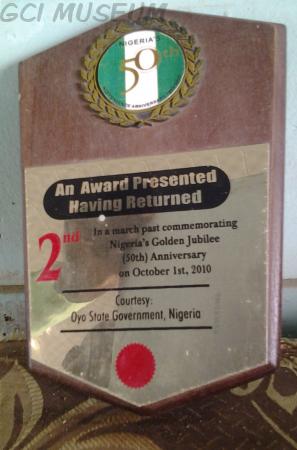 GCI MUSEUM
NIGERIA'S
50th
ANNIVERSARY
An Award Presented
Having Returned
2nd
In a march past commemorating
Nigeria's Golden Jubilee
(50th) Anniversary
on October 1st, 2010
Courtesy:
Oyo State Government, Nigeria